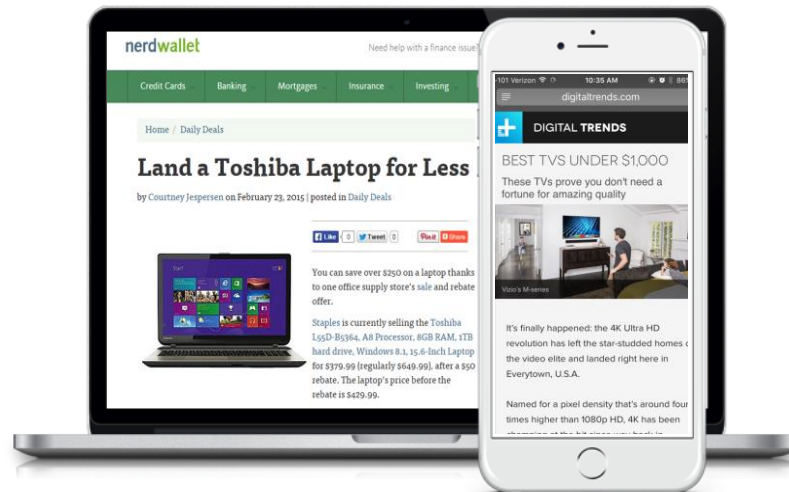 nerdwallet
Need help with a finance issue?
Credit Cards Banking Mortgages Insurance Investing
Home / Daily Deals
Land a Toshiba Laptop for Less
by Courtney Jespersen on February 23, 2015 | posted in Daily Deals
Like 0 Tweet 0 Pin it Share
Start
You can save over $250 on a laptop thanks
to one office supply store's sale and rebate
offer.
Staples is currently selling the Toshiba
L55D-B5364, A8 Processor, 8GB RAM, 1TB
hard drive, Windows 8.1, 15.6-Inch Laptop
for $379.99 (regularly $649.99), after a $50
rebate. The laptop's price before the
rebate is $429.99.
-101 Verizon 10:35 AM 86%
digitaltrends.com
DIGITAL TRENDS
BEST TVS UNDER $1,000
These TVs prove you don't need a
fortune for amazing quality
Vizio's M-series
It's finally happened: the 4K Ultra HD
revolution has left the star-studded homes o
the video elite and landed right here in
Everytown, U.S.A.
Named for a pixel density that's around four
times higher than 1080p HD, 4K has been